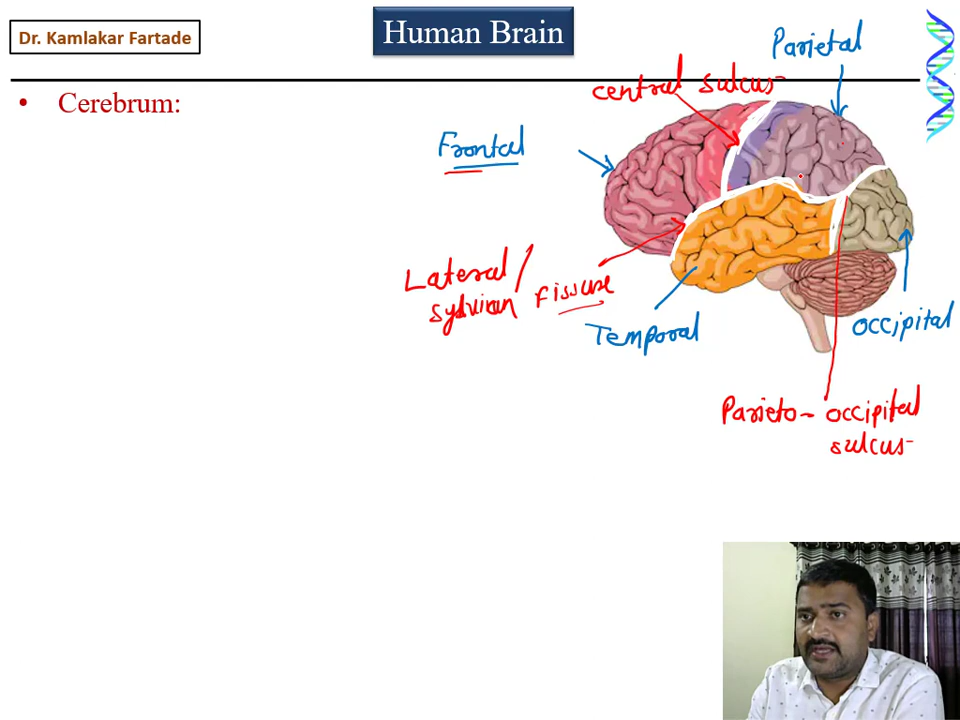 Dr. Kamlakar Fartade
Human Brain
• Cerebrum:
Parietal
central sulcus
Frontal
Lateral /
sylvian Fissure
Temporal
occipital
Parieto - occipital
sulcus